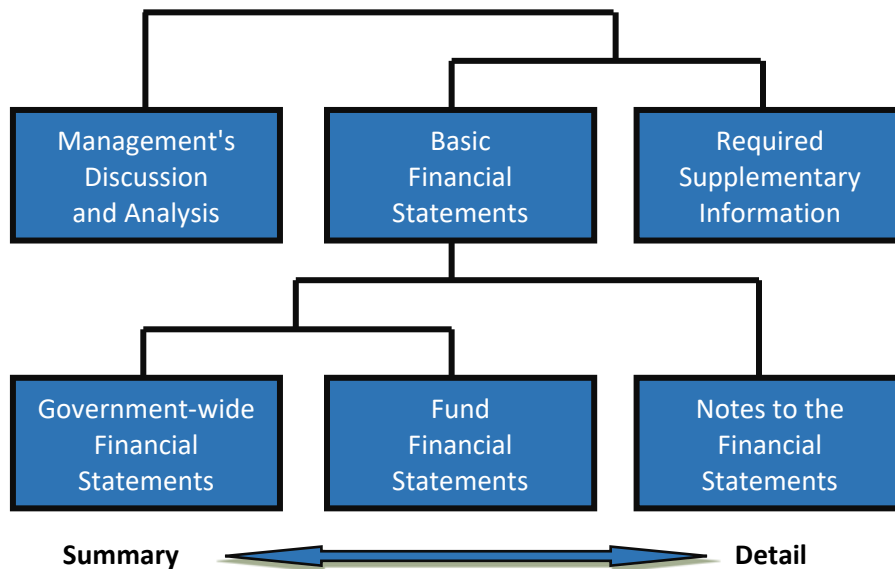 Management's
Discussion
and Analysis
Basic
Financial
Statements
Required
Supplementary
Information
Government-wide
Financial
Statements
Fund
Financial
Statements
Notes to the
Financial
Statements
Summary
Detail